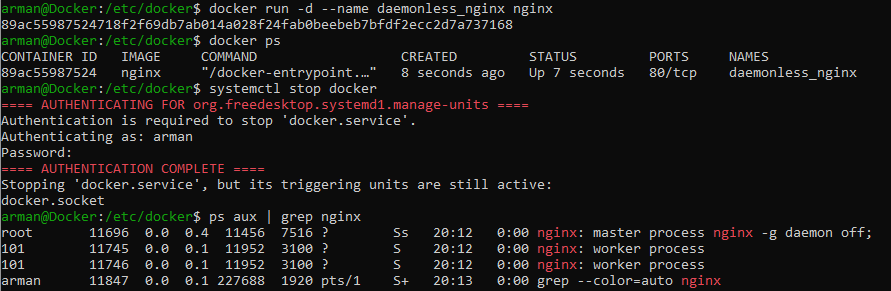 arman@Docker:/etc/docker$ docker run -d --name daemonless_nginx nginx
89ac55987524718f2f69db7ab014a028f24fab0beebeb7bfdf2ecc2d7a737168
arman@Docker:/etc/docker$ docker ps
CONTAINER ID   IMAGE     COMMAND                  CREATED         STATUS         PORTS     NAMES
89ac55987524   nginx     "/docker-entrypoint.…"   8 seconds ago   Up 7 seconds   80/tcp    daemonless_nginx
arman@Docker:/etc/docker$ systemctl stop docker
==== AUTHENTICATING FOR org.freedesktop.systemd1.manage-units ====
Authentication is required to stop 'docker.service'.
Authenticating as: arman
Password:
==== AUTHENTICATION COMPLETE ====
Stopping 'docker.service', but its triggering units are still active:
docker.socket
arman@Docker:/etc/docker$ ps aux | grep nginx
root       11696  0.0  0.4  11456  7516 ?        Ss   20:12   0:00 nginx: master process nginx -g daemon off;
101        11745  0.0  0.1  11952  3100 ?        S    20:12   0:00 nginx: worker process
101        11746  0.0  0.1  11952  3100 ?        S    20:12   0:00 nginx: worker process
arman      11847  0.0  0.1 227688  1920 pts/1    S+   20:13   0:00 grep --color=auto nginx